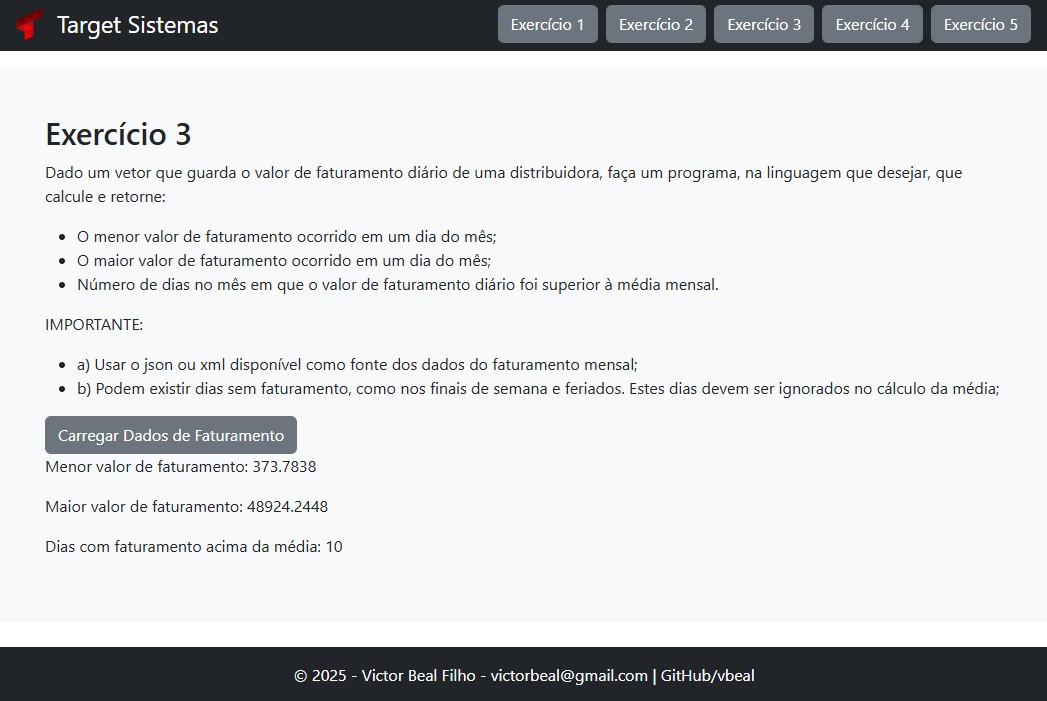 Target Sistemas
Exercício 1
Exercício 2
Exercício 3
Exercício 4
Exercício 5
Exercício 3
Dado um vetor que guarda o valor de faturamento diário de uma distribuidora, faça um programa, na linguagem que desejar, que
calcule e retorne:
• O menor valor de faturamento ocorrido em um dia do mês;
• O maior valor de faturamento ocorrido em um dia do mês;
• Número de dias no mês em que o valor de faturamento diário foi superior à média mensal.
IMPORTANTE:
• a) Usar o json ou xml disponível como fonte dos dados do faturamento mensal;
• b) Podem existir dias sem faturamento, como nos finais de semana e feriados. Estes dias devem ser ignorados no cálculo da média;
Carregar Dados de Faturamento
Menor valor de faturamento: 373.7838
Maior valor de faturamento: 48924.2448
Dias com faturamento acima da média: 10
© 2025 - Victor Beal Filho - victorbeal@gmail.com | GitHub/vbeal